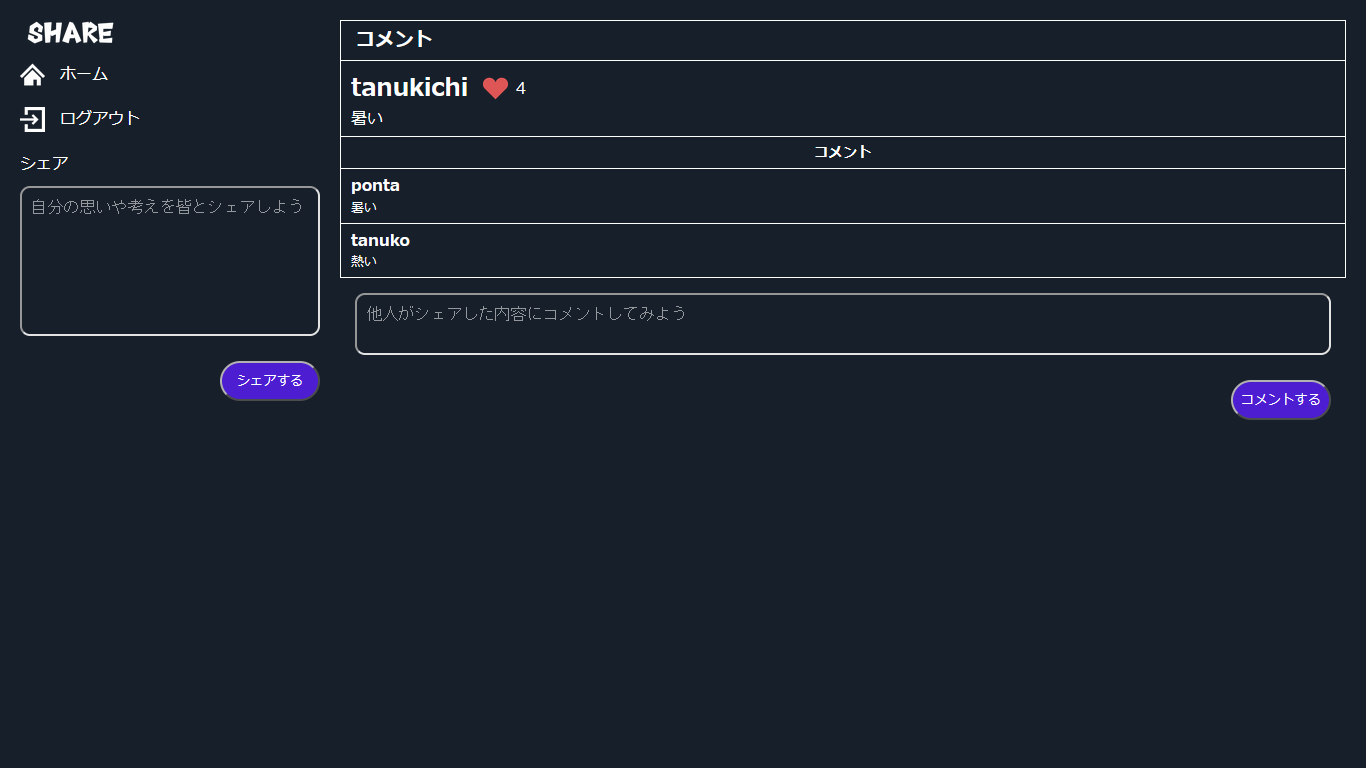 SHARE
ホーム
ログアウト
シェア
自分の思いや考えを皆とシェアしよう
シェアする
コメント
tanukichi 4
暑い
コメント
ponta
暑い
tanuko
熱い
他人がシェアした内容にコメントしてみよう
コメントする